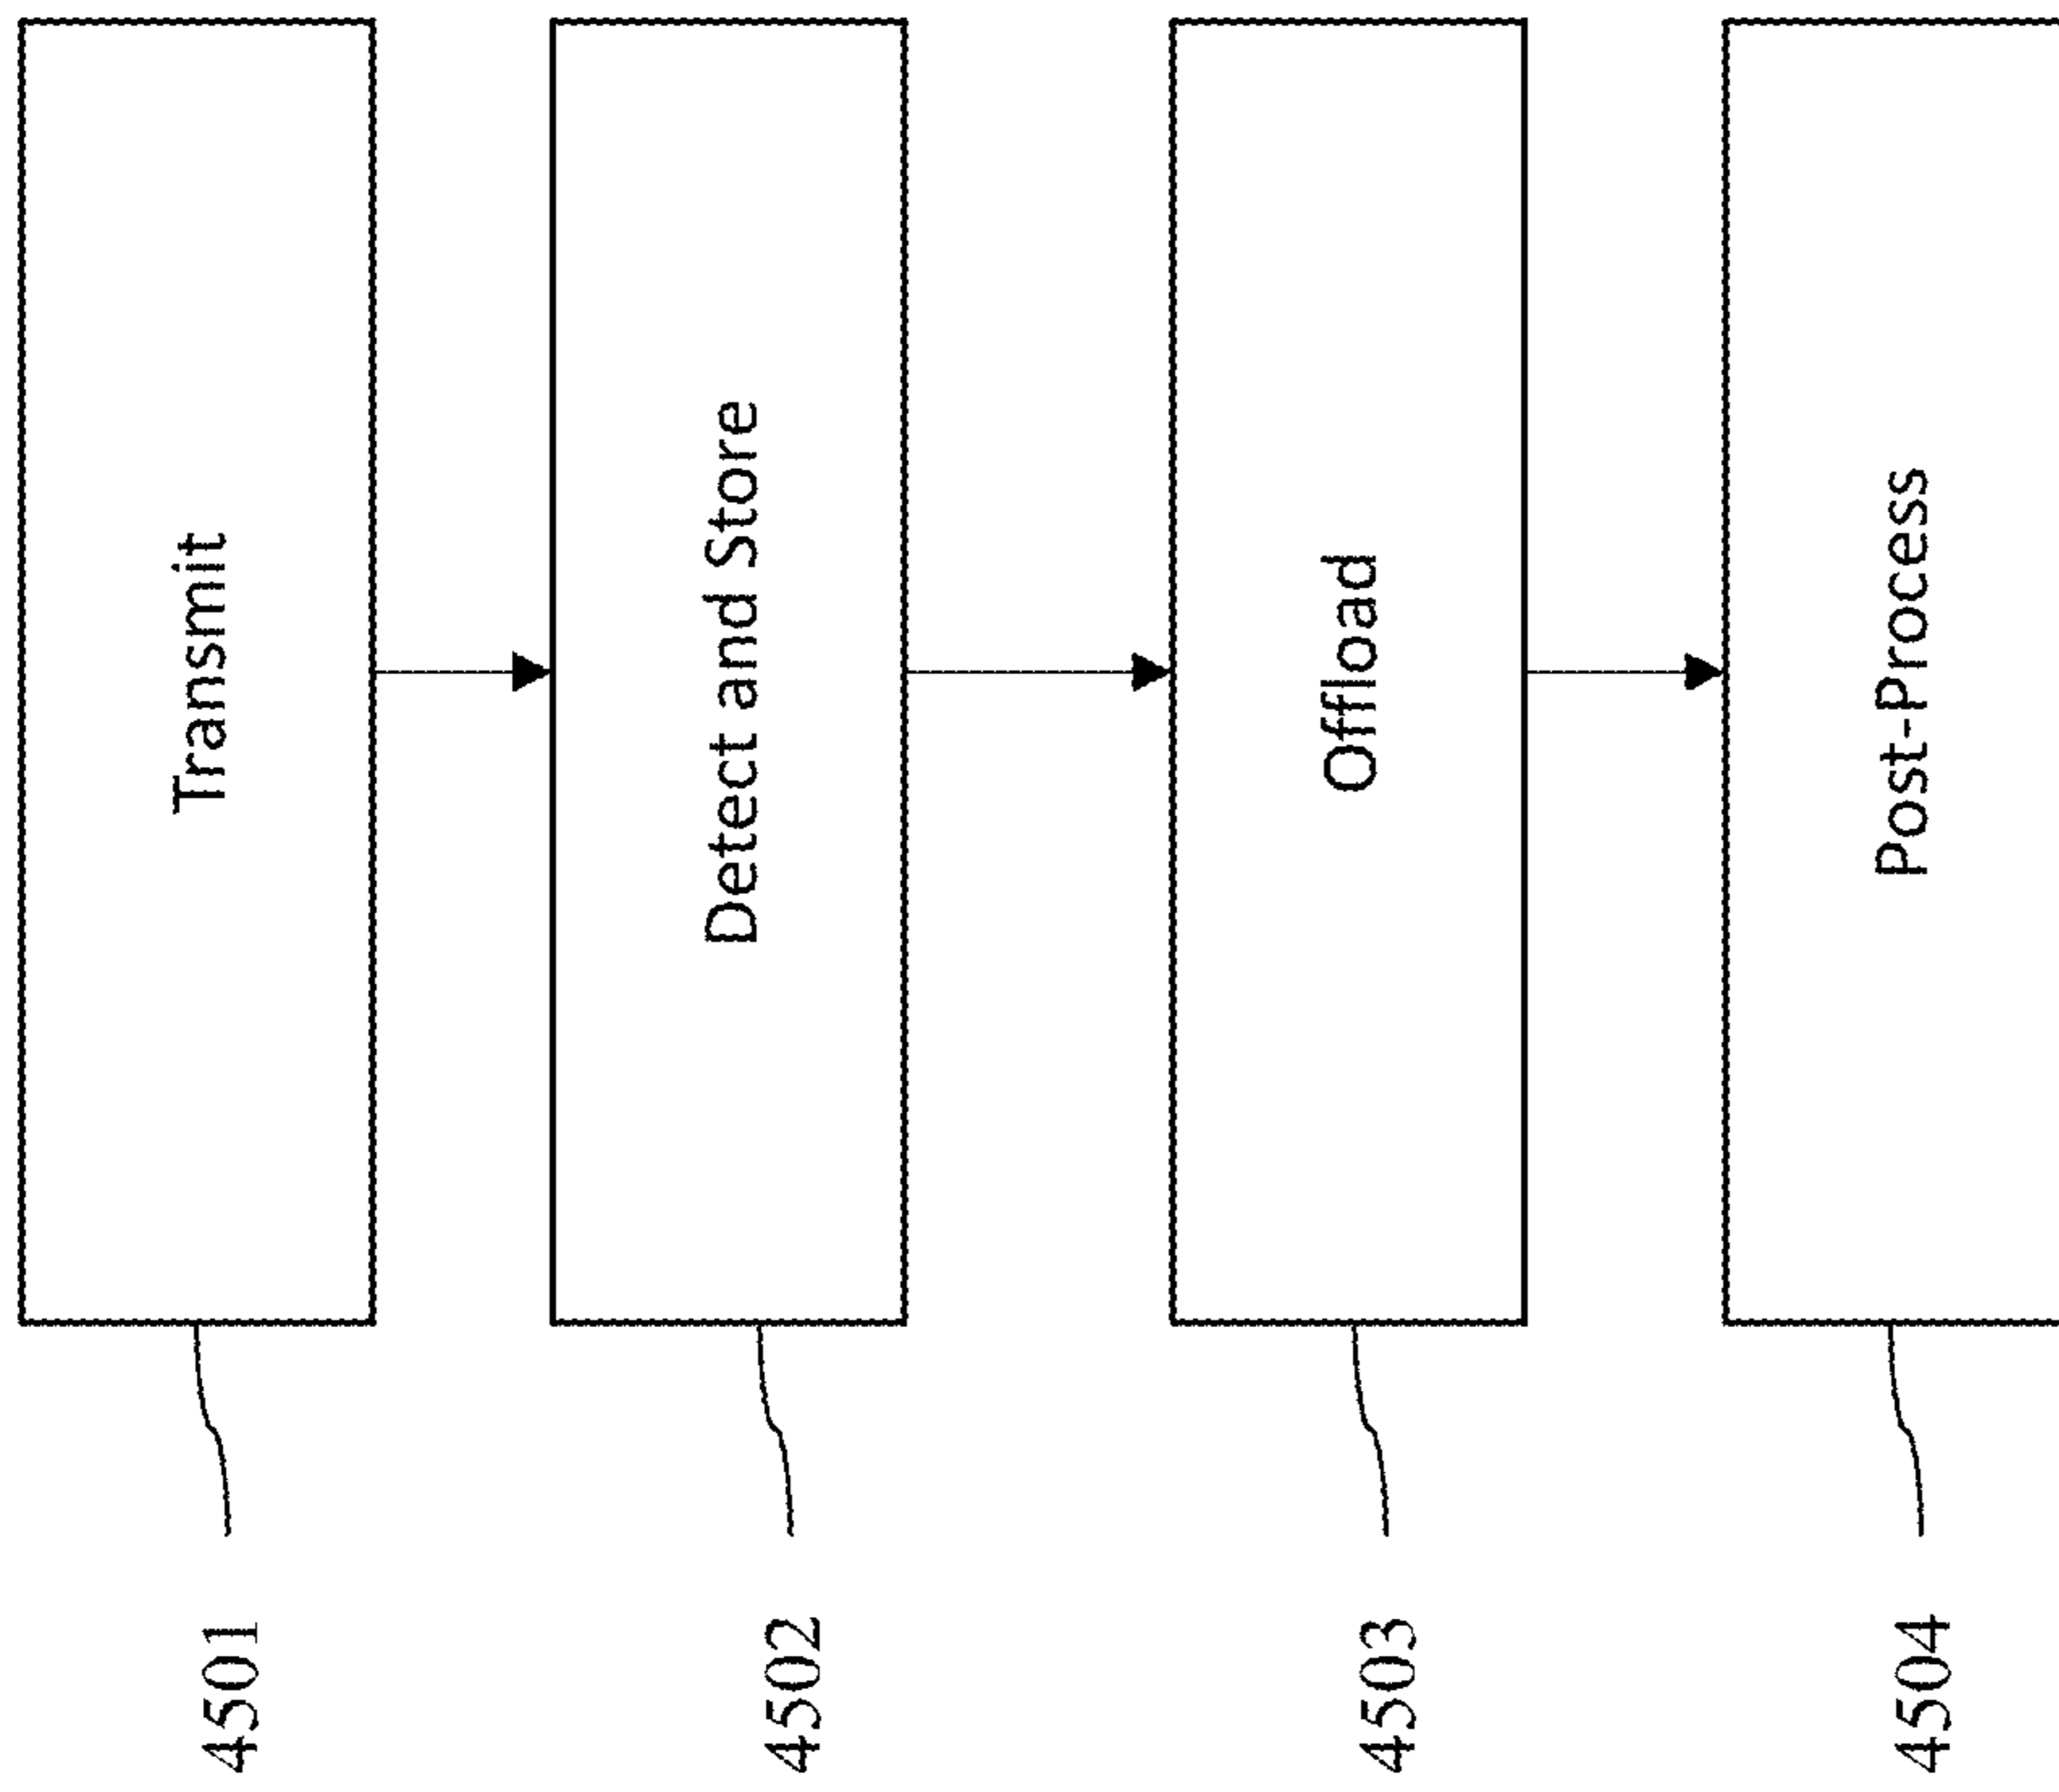 4501
Transmit
4502
Detect and Store
4503
Offload
4504
Post-Process